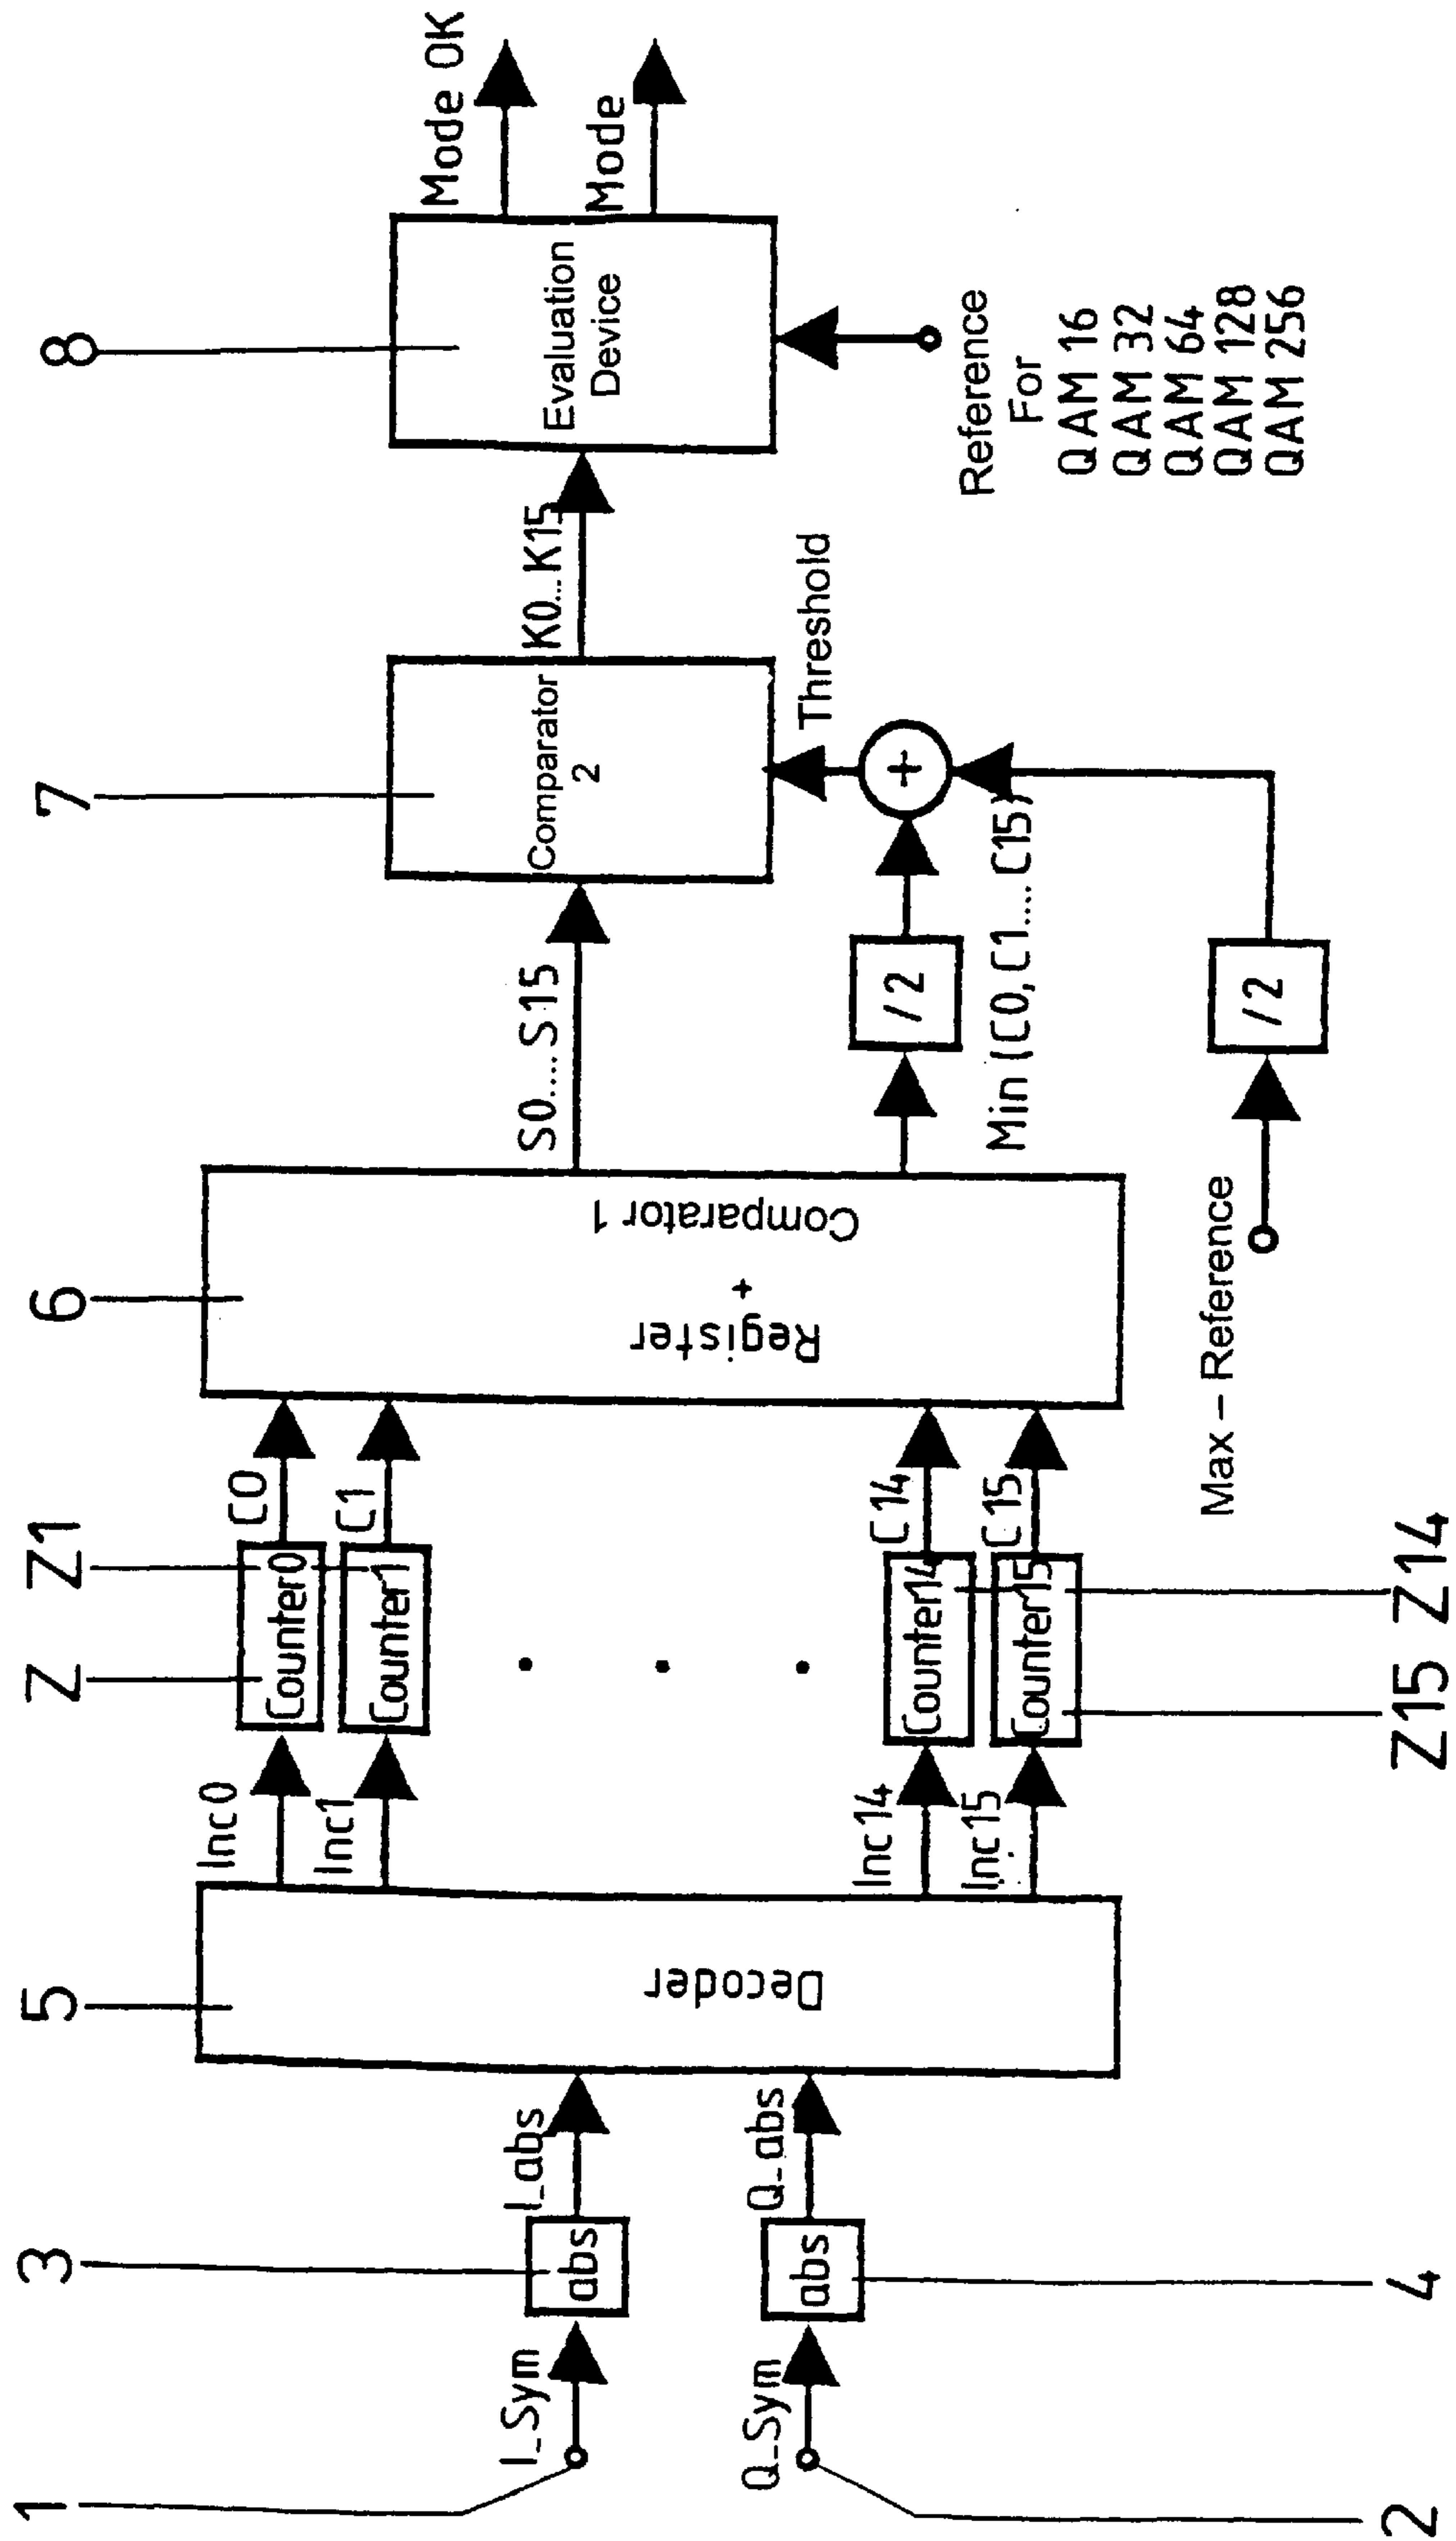 1
3
5
Z
Z1
6
7
8
I_Sym
abs
I_abs
Q_Sym
abs
Q_abs
Decoder
Inc0
Inc1
Inc14
Inc15
Counter0
Counter1
Counter14
Counter15
C0
C1
C14
C15
Register
+
Comparator 1
S0.....S15
/2
Min (C0, C1.... C15)
Max – Reference
/2
+
Threshold
Comparator
2
K0...K15
Evaluation
Device
Mode OK
Mode
Reference
For
QAM 16
QAM 32
QAM 64
QAM 128
QAM 256
2
4
Z15
Z14